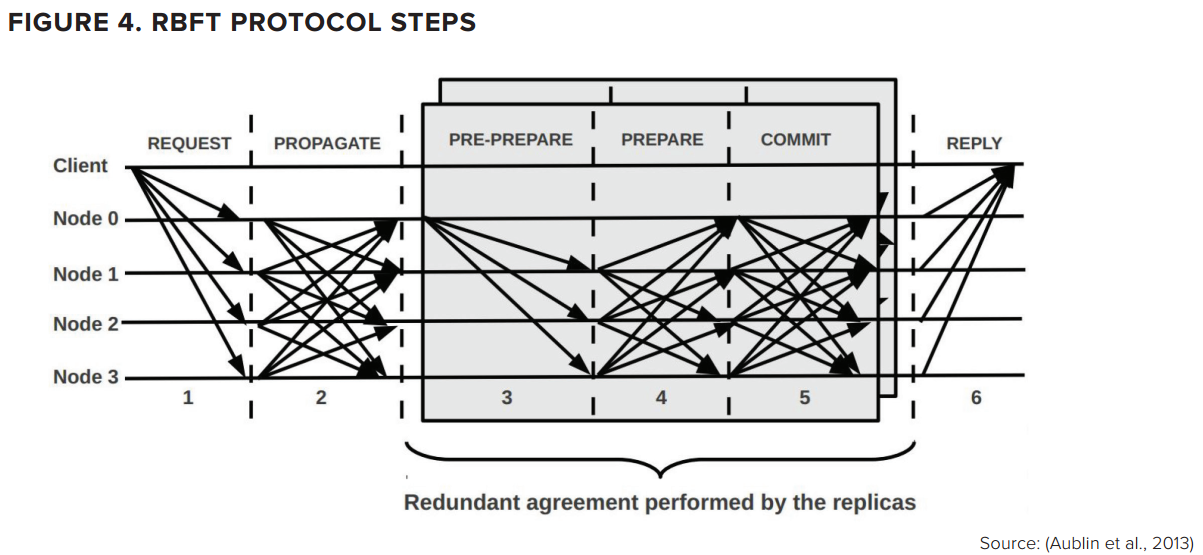 FIGURE 4. RBFT PROTOCOL STEPS
REQUEST PROPAGATE PRE-PREPARE PREPARE COMMIT REPLY
Client
Node 0
Node 1
Node 2
Node 3
1 2 3 4 5 6
Redundant agreement performed by the replicas
Source: (Aublin et al., 2013)